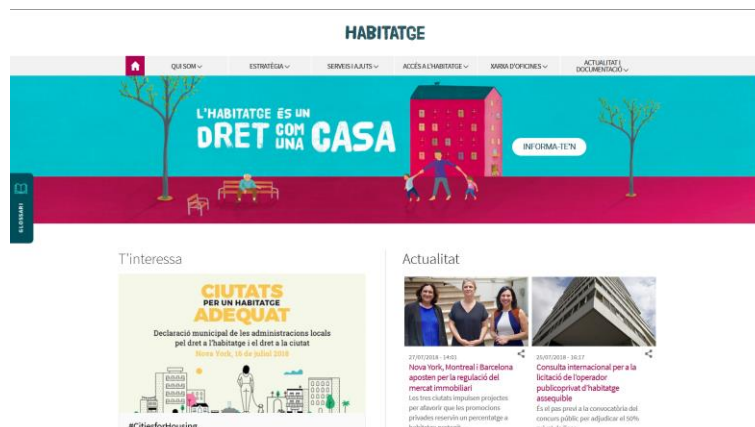 HABITATGE
QUI SOM
ESTRATÈGIA
SERVEIS I AJUTS
ACCÉS A L'HABITATGE
XARXA D'OFICINES
ACTUALITAT I
DOCUMENTACIÓ
L'HABITATGE ÉS UN
DRET COM UNA CASA
INFORMA-TE'N
GLOSSARI
T'interessa
CIUTATS
PER UN HABITATGE
ADEQUAT
Declaració municipal de les administracions locals
pel dret a l'habitatge i el dret a la ciutat
Nova York, 16 de juliol 2018
#CitiesforHousing
Actualitat
27/07/2018 - 14:01
Nova York, Montreal i Barcelona
aposten per la regulació del
mercat immobiliari
Les tres ciutats impulsen projectes
per afavorir que les promocions
privades reservin un percentatge a
25/07/2018 - 16:17
Consulta internacional per a la
licitació de l'operador
publicoprivat d'habitatge
assequible
És el pas previ a la convocatòria del
concurs públic per adjudicar el 50%